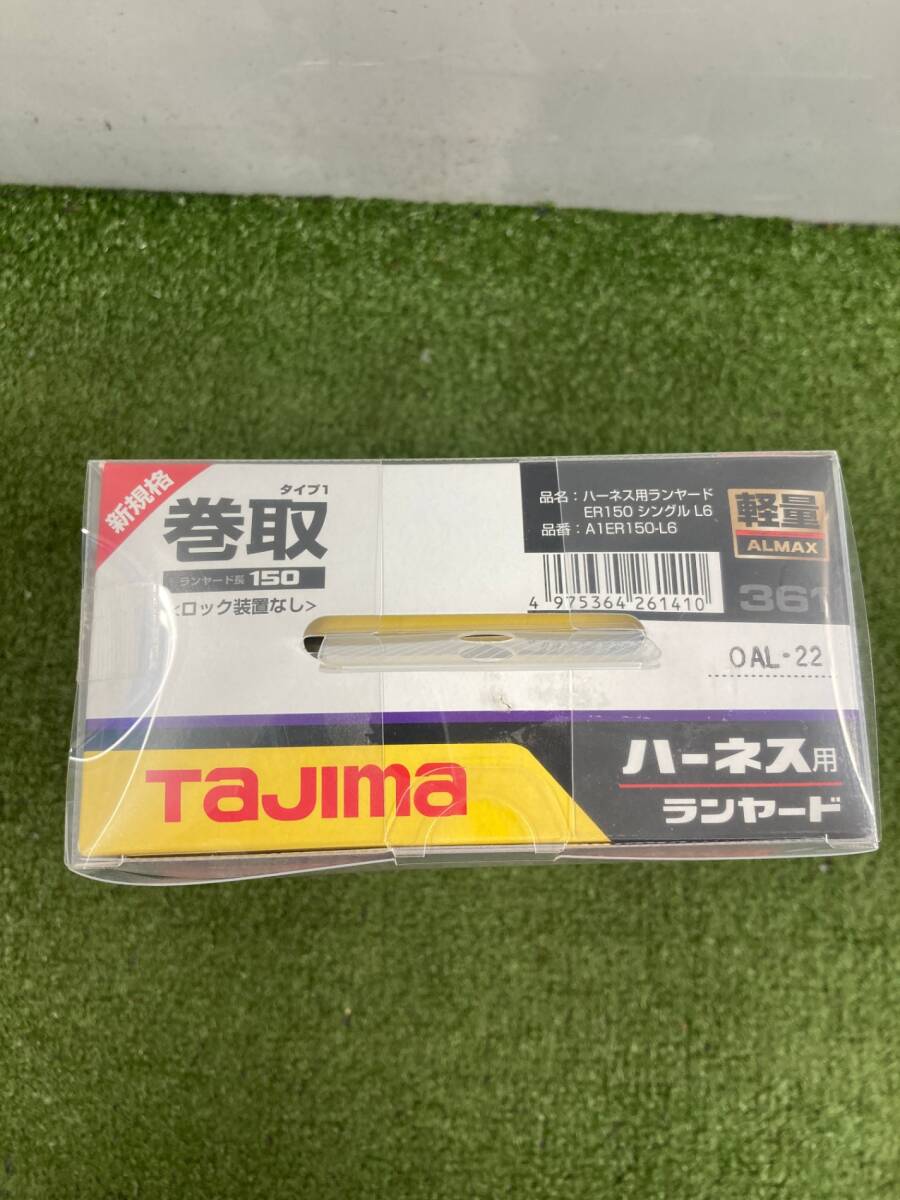 新規格
タイプ1
巻取
ランヤード長 150
<ロック装置なし>
品名：ハーネス用ランヤード
ER150 シングル L6
品番：A1ER150-L6
4 975364 261410
軽量
ALMAX
361
OAL-22
TaJIma
ハーネス用
ランヤード